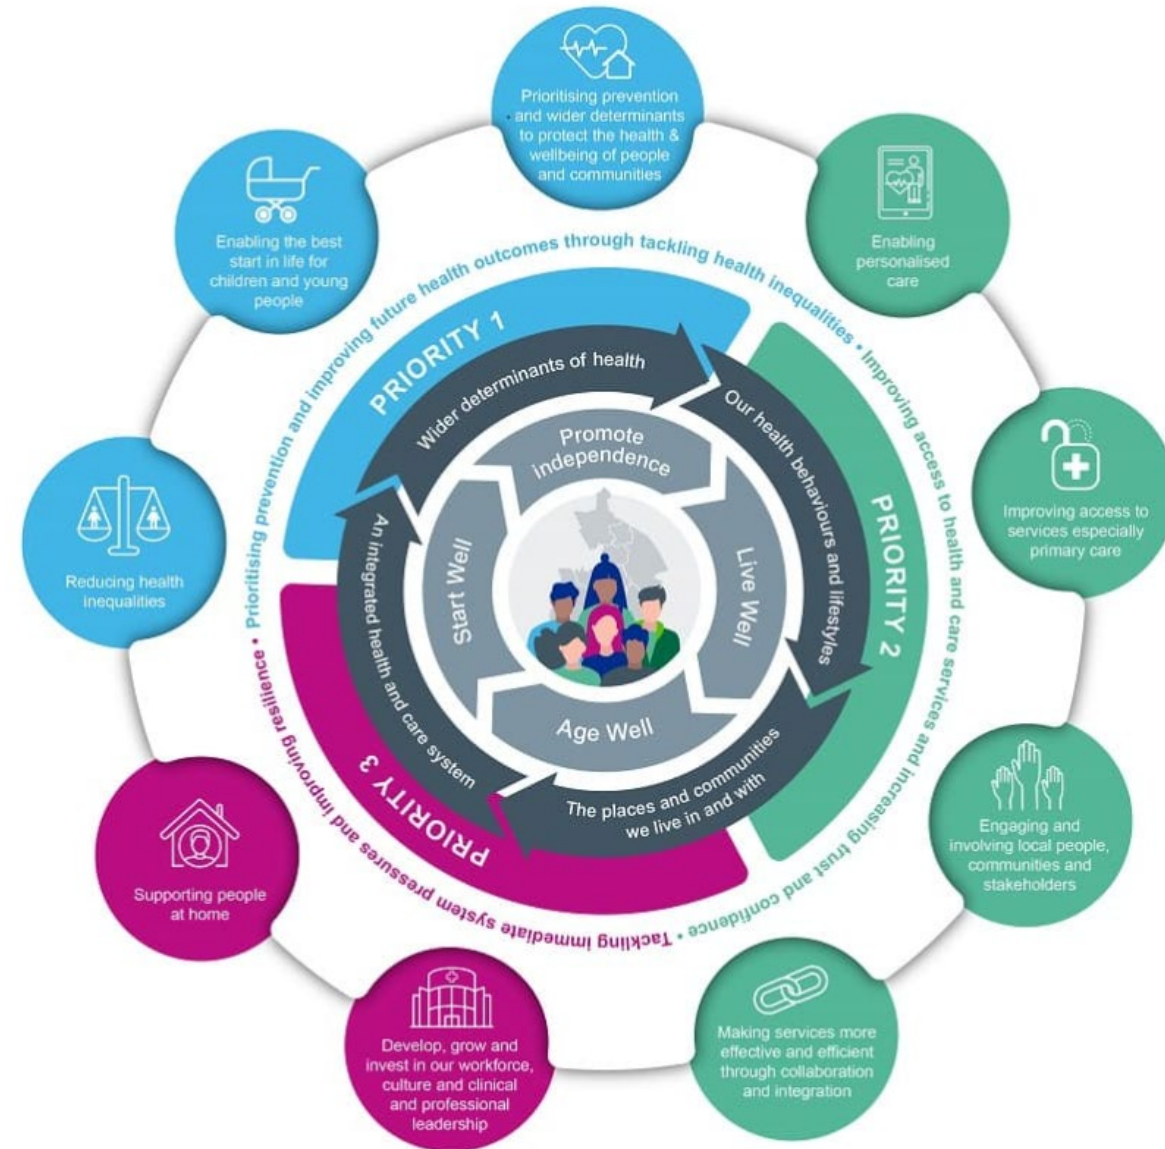 Prioritising prevention
and wider determinants
to protect the health &
wellbeing of people
and communities
Enabling
personalised
care
Improving access to
services especially
primary care
Engaging and
involving local people,
communities and
stakeholders
Making services more
effective and efficient
through collaboration
and integration
Develop, grow and
invest in our workforce,
culture and clinical
and professional
leadership
Supporting people
at home
Reducing health
inequalities
Enabling the best
start in life for
children and young
people
• Prioritising prevention and improving future health outcomes through tackling health inequalities
• Improving access to health and care services and increasing trust and confidence
• Tackling immediate system pressures and improving resilience
PRIORITY 1
PRIORITY 2
PRIORITY 3
Wider determinants of health
Our health behaviours and lifestyles
The places and communities
we live in and with
An integrated health and care system
Promote
independence
Live Well
Age Well
Start Well